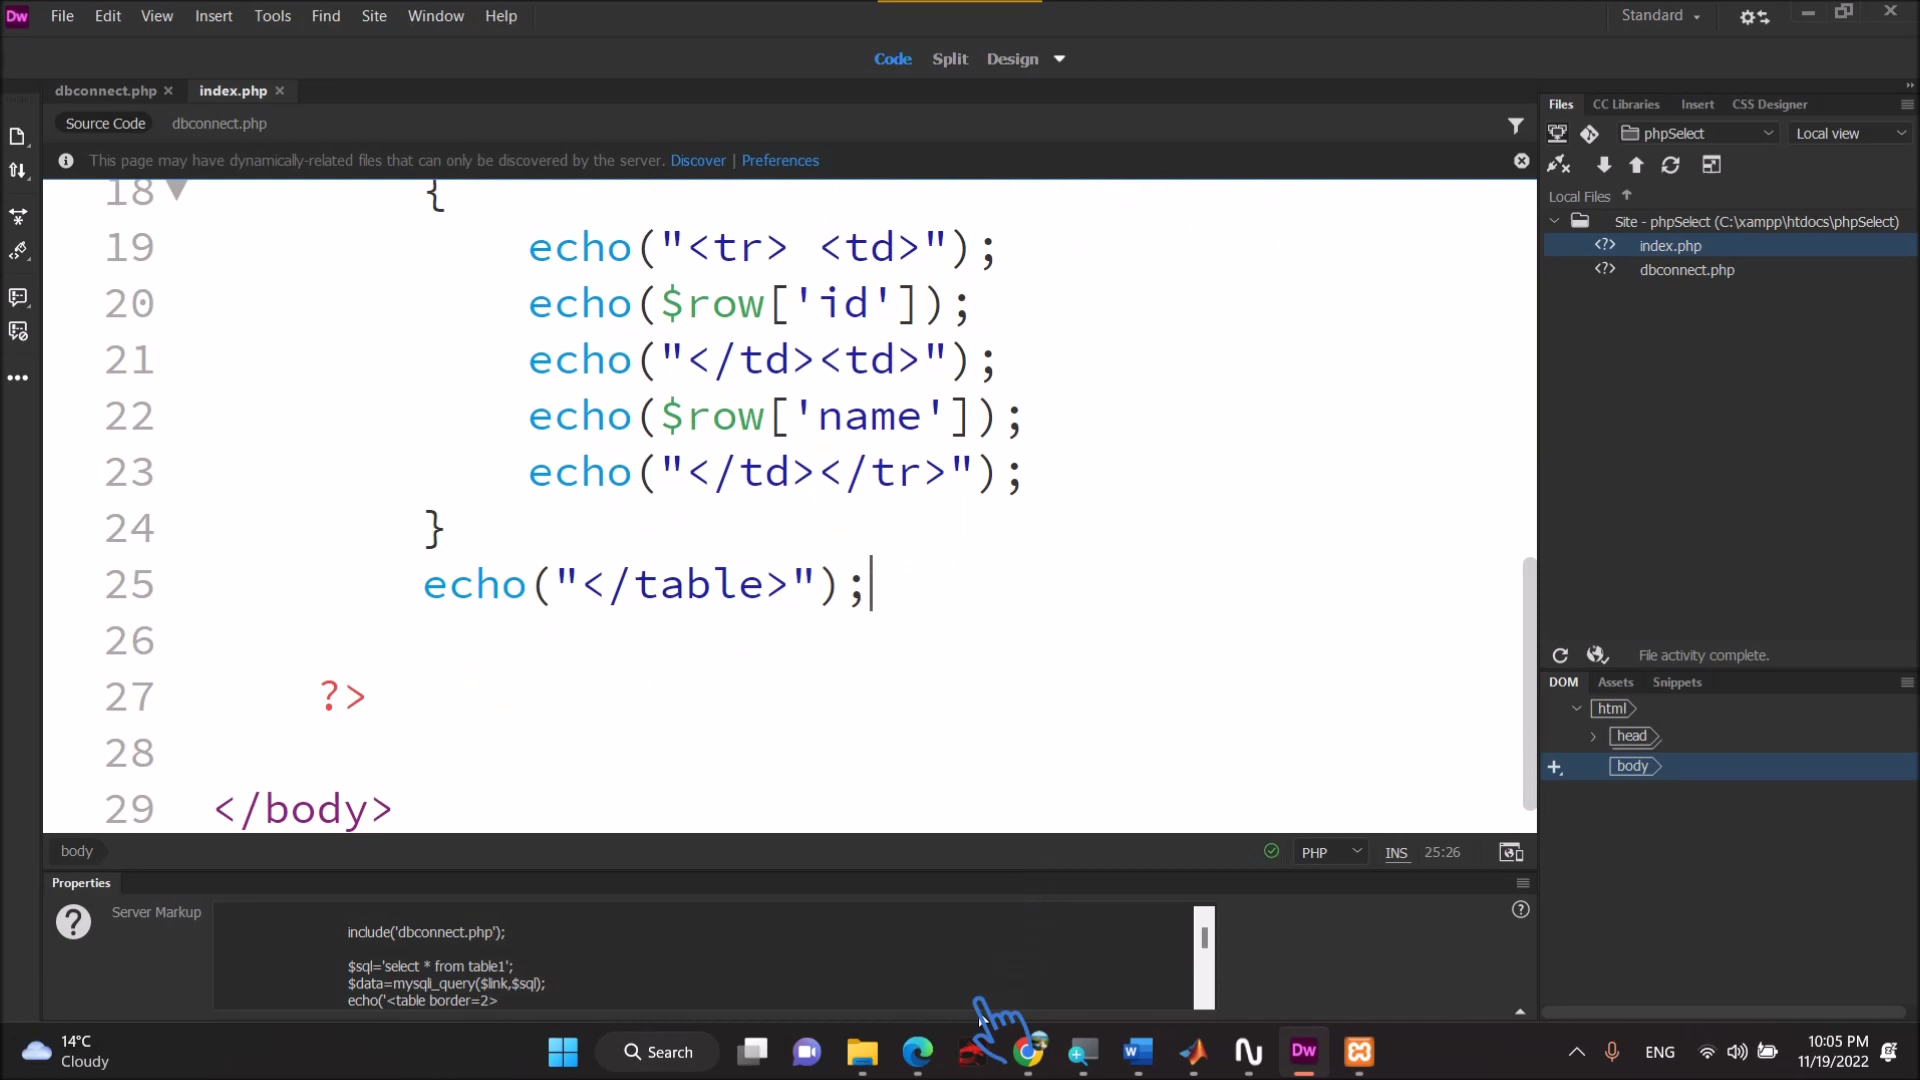 Dw File Edit View Insert Tools Find Site Window Help Standard
Code Split Design
dbconnect.php index.php
Source Code dbconnect.php
This page may have dynamically-related files that can only be discovered by the server. Discover | Preferences
18 {
19 echo("<tr> <td>");
20 echo($row['id']);
21 echo("</td><td>");
22 echo($row['name']);
23 echo("</td></tr>");
24 }
25 echo("</table>");
26
27 ?>
28
29 </body>
body PHP INS 25:26
Properties
Server Markup
include('dbconnect.php');
$sql='select * from table1';
$data=mysqli_query($link,$sql);
echo('<table border=2>
Files CC Libraries Insert CSS Designer
phpSelect Local view
Local Files
Site - phpSelect (C:\xampp\htdocs\phpSelect)
index.php
dbconnect.php
File activity complete.
DOM Assets Snippets
html
head
body
14°C
Cloudy
Search
Dw
ENG
10:05 PM
11/19/2022